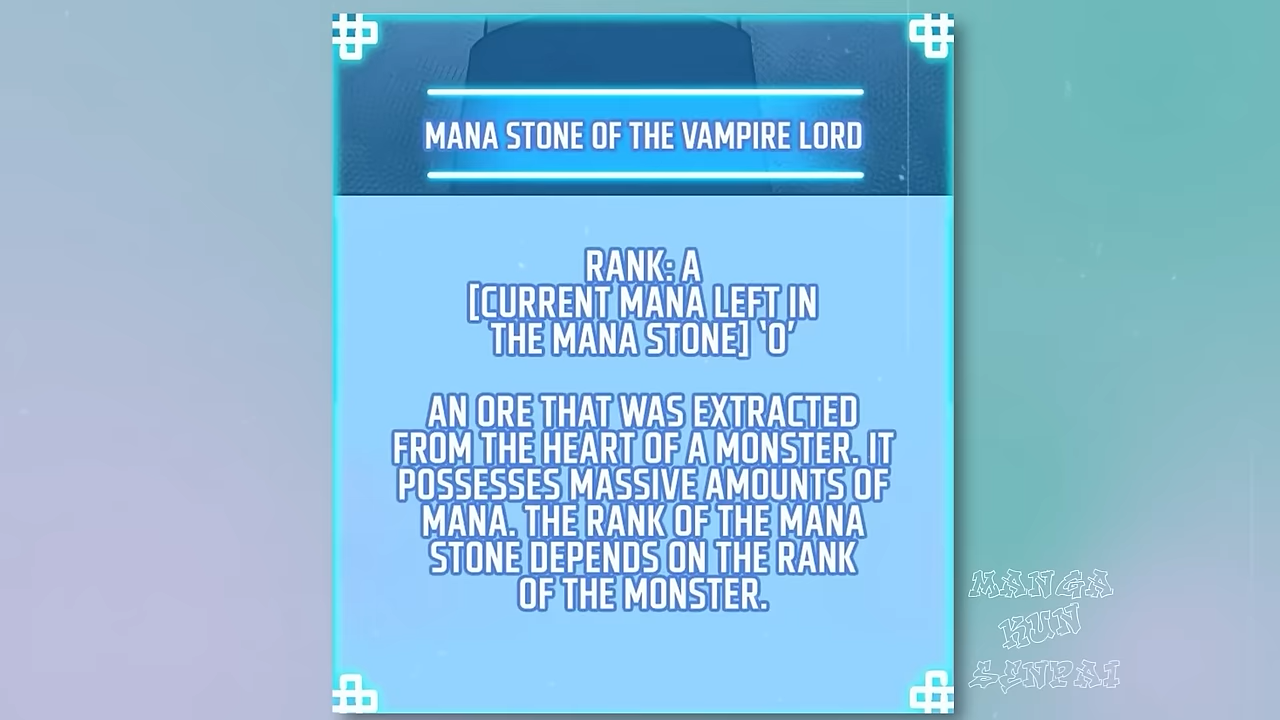 MANA STONE OF THE VAMPIRE LORD
RANK: A
[CURRENT MANA LEFT IN
THE MANA STONE] ‘0’
AN ORE THAT WAS EXTRACTED
FROM THE HEART OF A MONSTER. IT
POSSESSES MASSIVE AMOUNTS OF
MANA. THE RANK OF THE MANA
STONE DEPENDS ON THE RANK
OF THE MONSTER.
MANGA
KUN
SENPAI